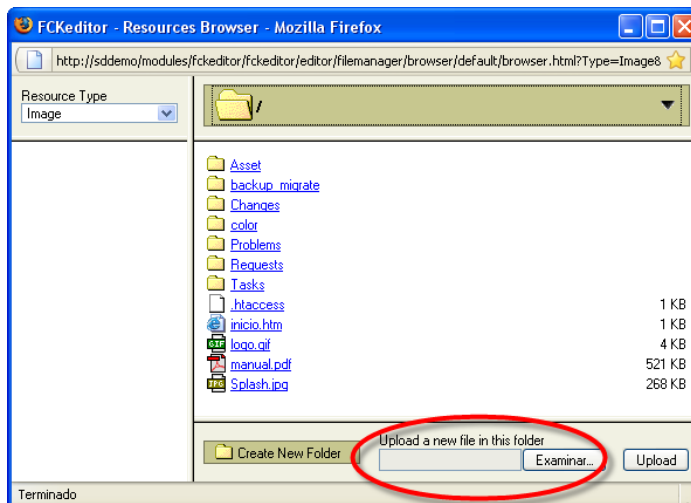 FCKeditor - Resources Browser - Mozilla Firefox
http://sddemo/modules/fckeditor/fckeditor/editor/filemanager/browser/default/browser.html?Type=Image&
Resource Type
Image
/
Asset
backup_migrate
Changes
color
Problems
Requests
Tasks
.htaccess 1 KB
inicio.htm 1 KB
GIF logo.gif 4 KB
manual.pdf 521 KB
JPG Splash.jpg 268 KB
Upload a new file in this folder
Create New Folder Examinar... Upload
Terminado